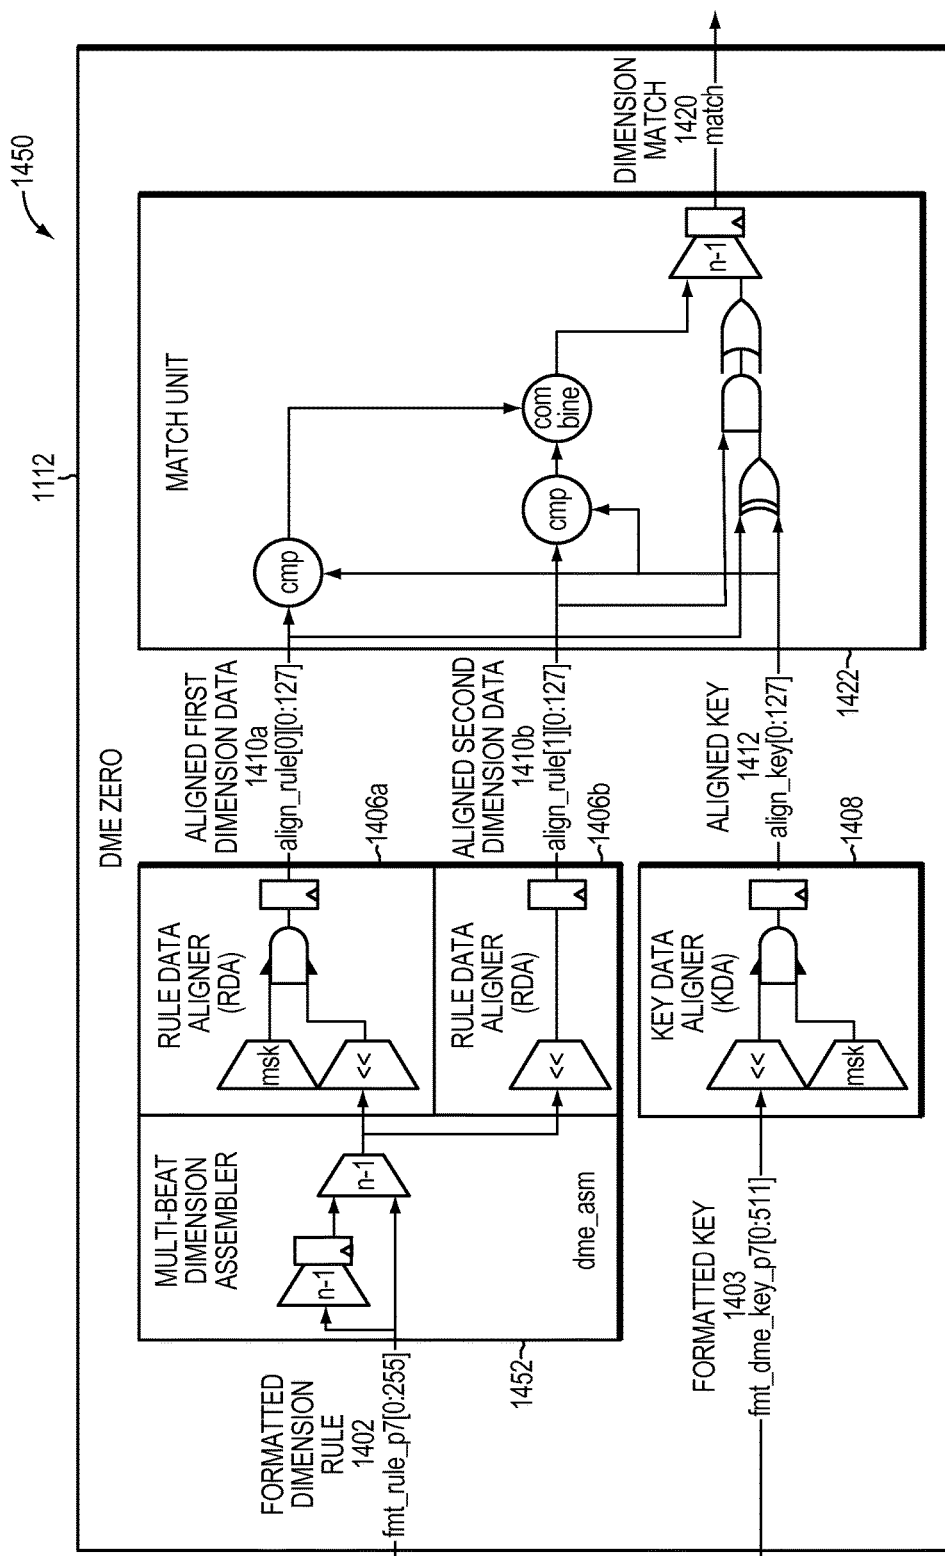 1450
1112
DME ZERO
FORMATTED
DIMENSION
RULE
1402
fmt_rule_p7[0:255]
1452
MULTI-BEAT
DIMENSION
ASSEMBLER
n-1
n-1
dme_asm
RULE DATA
ALIGNER
(RDA)
msk
<<
1406a
RULE DATA
ALIGNER
(RDA)
<<
1406b
FORMATTED KEY
1403
fmt_dme_key_p7[0:511]
KEY DATA
ALIGNER
(KDA)
<<
msk
1408
ALIGNED FIRST
DIMENSION DATA
1410a
align_rule[0][0:127]
ALIGNED SECOND
DIMENSION DATA
1410b
align_rule[1][0:127]
ALIGNED KEY
1412
align_key[0:127]
MATCH UNIT
cmp
cmp
com
bine
n-1
1422
DIMENSION
MATCH
1420
match